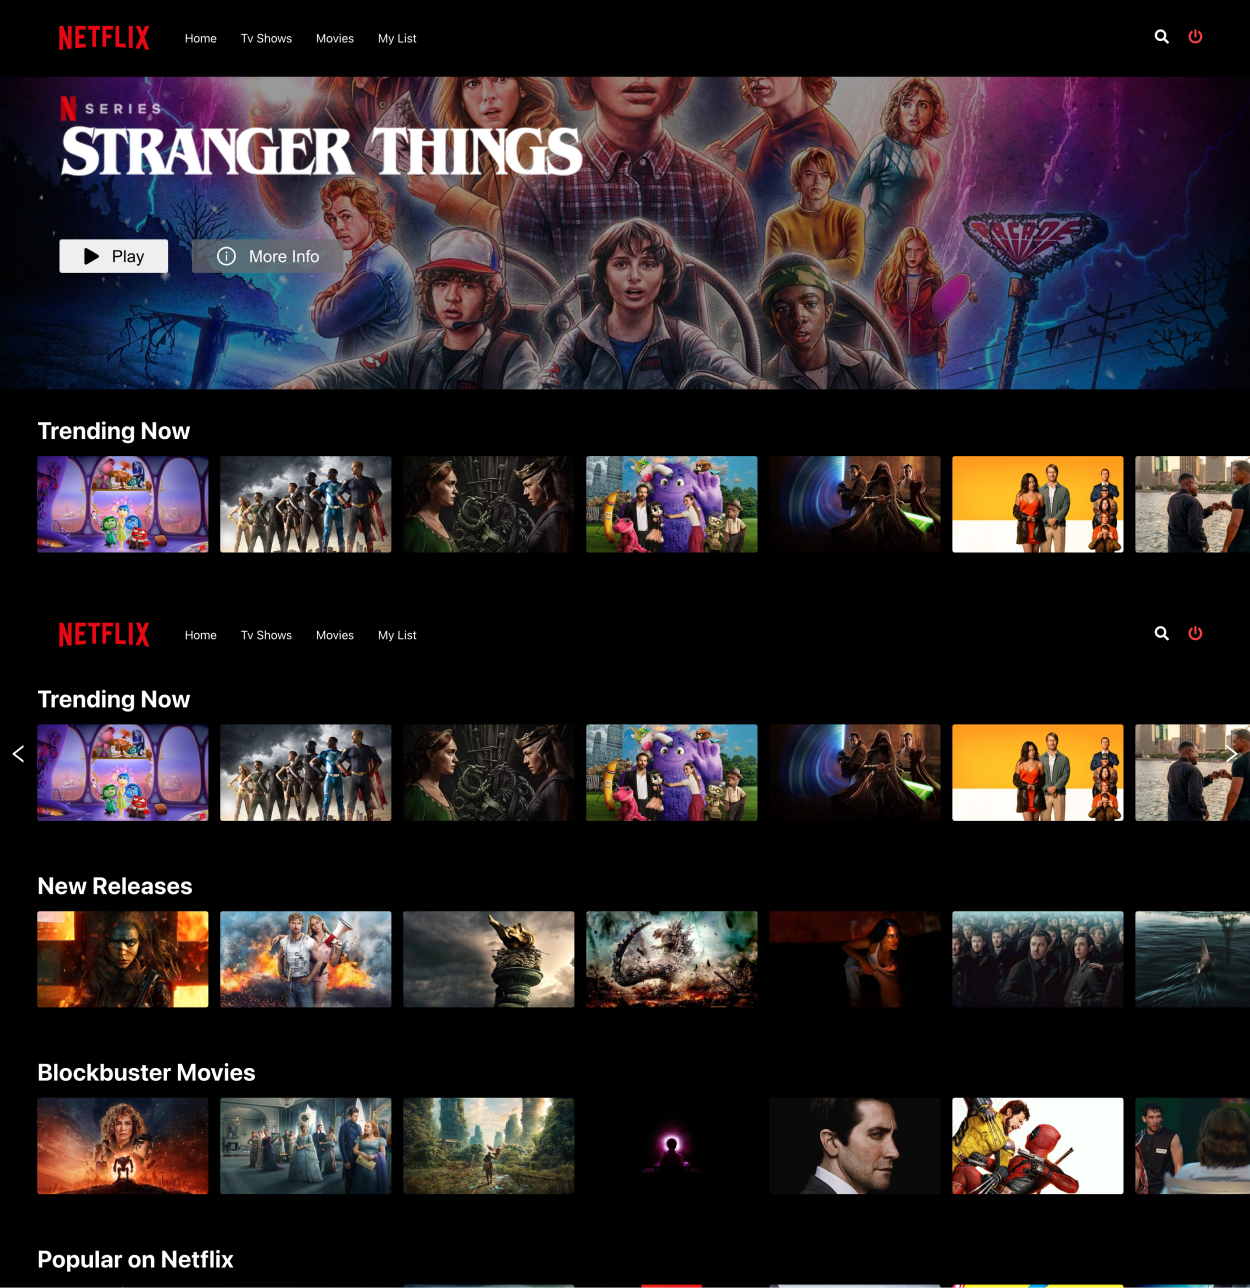 NETFLIX Home Tv Shows Movies My List
N SERIES
STRANGER THINGS
Play More Info
ARCADE
Trending Now
NETFLIX Home Tv Shows Movies My List
Trending Now
New Releases
Blockbuster Movies
Popular on Netflix